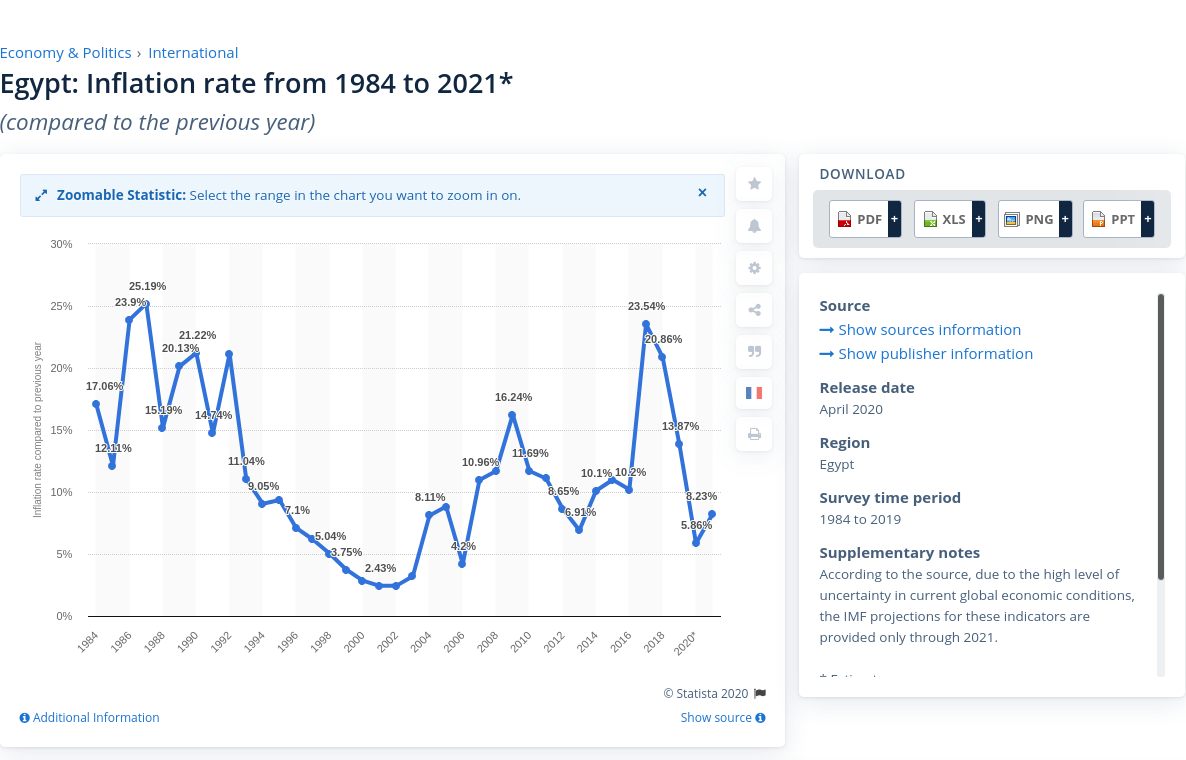 Economy & Politics › International
Egypt: Inflation rate from 1984 to 2021*
(compared to the previous year)
Zoomable Statistic: Select the range in the chart you want to zoom in on. ×
30%
25%
20%
15%
10%
5%
0%
Inflation rate compared to previous year
17.06%
12.11%
23.9%
25.19%
15.19%
20.13%
21.22%
14.74%
11.04%
9.05%
7.1%
5.04%
3.75%
2.43%
8.11%
4.2%
10.96%
16.24%
11.69%
8.65%
6.91%
10.1%
10.2%
23.54%
20.86%
13.87%
5.86%
8.23%
1984
1986
1988
1990
1992
1994
1996
1998
2000
2002
2004
2006
2008
2010
2012
2014
2016
2018
2020*
© Statista 2020
Additional Information
Show source
DOWNLOAD
PDF +
XLS +
PNG +
PPT +
Source
Show sources information
Show publisher information
Release date
April 2020
Region
Egypt
Survey time period
1984 to 2019
Supplementary notes
According to the source, due to the high level of
uncertainty in current global economic conditions,
the IMF projections for these indicators are
provided only through 2021.